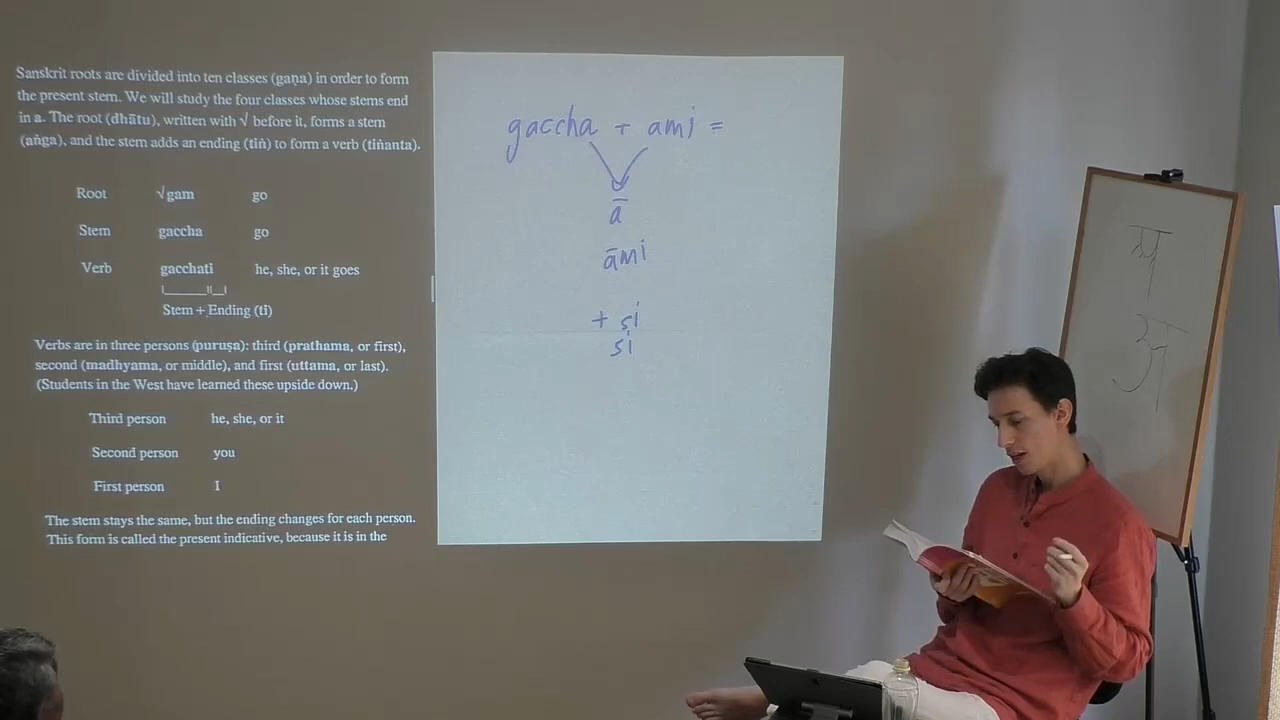 Sanskrit roots are divided into ten classes (gaṇa) in order to form
the present stem. We will study the four classes whose stems end
in a. The root (dhātu), written with √ before it, forms a stem
(aṅga), and the stem adds an ending (tiṅ) to form a verb (tiṅanta).
Root √gam go
Stem gaccha go
Verb gacchati he, she, or it goes
Stem + Ending (ti)
Verbs are in three persons (puruṣa): third (prathama, or first),
second (madhyama, or middle), and first (uttama, or last).
(Students in the West have learned these upside down.)
Third person he, she, or it
Second person you
First person I
The stem stays the same, but the ending changes for each person.
This form is called the present indicative, because it is in the
gaccha + ami =
ā
āmi
+ si
si
अ